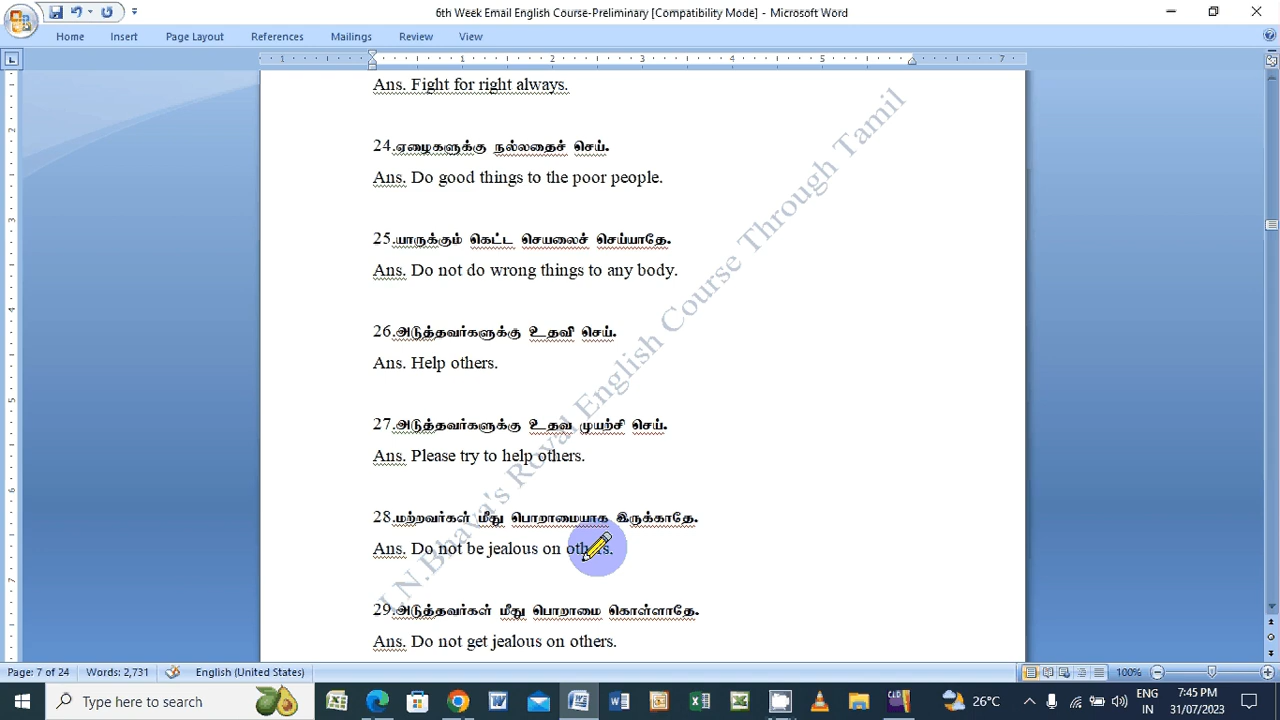 6th Week Email English Course-Preliminary [Compatibility Mode] - Microsoft Word
Home Insert Page Layout References Mailings Review View
Ans. Fight for right always.
24.ஏழைகளுக்கு நல்லதைச் செய்.
Ans. Do good things to the poor people.
25.யாருக்கும் கெட்ட செயலைச் செய்யாதே.
Ans. Do not do wrong things to any body.
26.அடுத்தவர்களுக்கு உதவி செய்.
Ans. Help others.
27.அடுத்தவர்களுக்கு உதவ முயற்சி செய்.
Ans. Please try to help others.
28.மற்றவர்கள் மீது பொறாமையாக இருக்காதே.
Ans. Do not be jealous on others.
29.அடுத்தவர்கள் மீது பொறாமை கொள்ளாதே.
Ans. Do not get jealous on others.
I.N.Bhava's Royal English Course Through Tamil
Page: 7 of 24 Words: 2,731 English (United States) 100%
Type here to search
26°C
ENG
IN
7:45 PM
31/07/2023